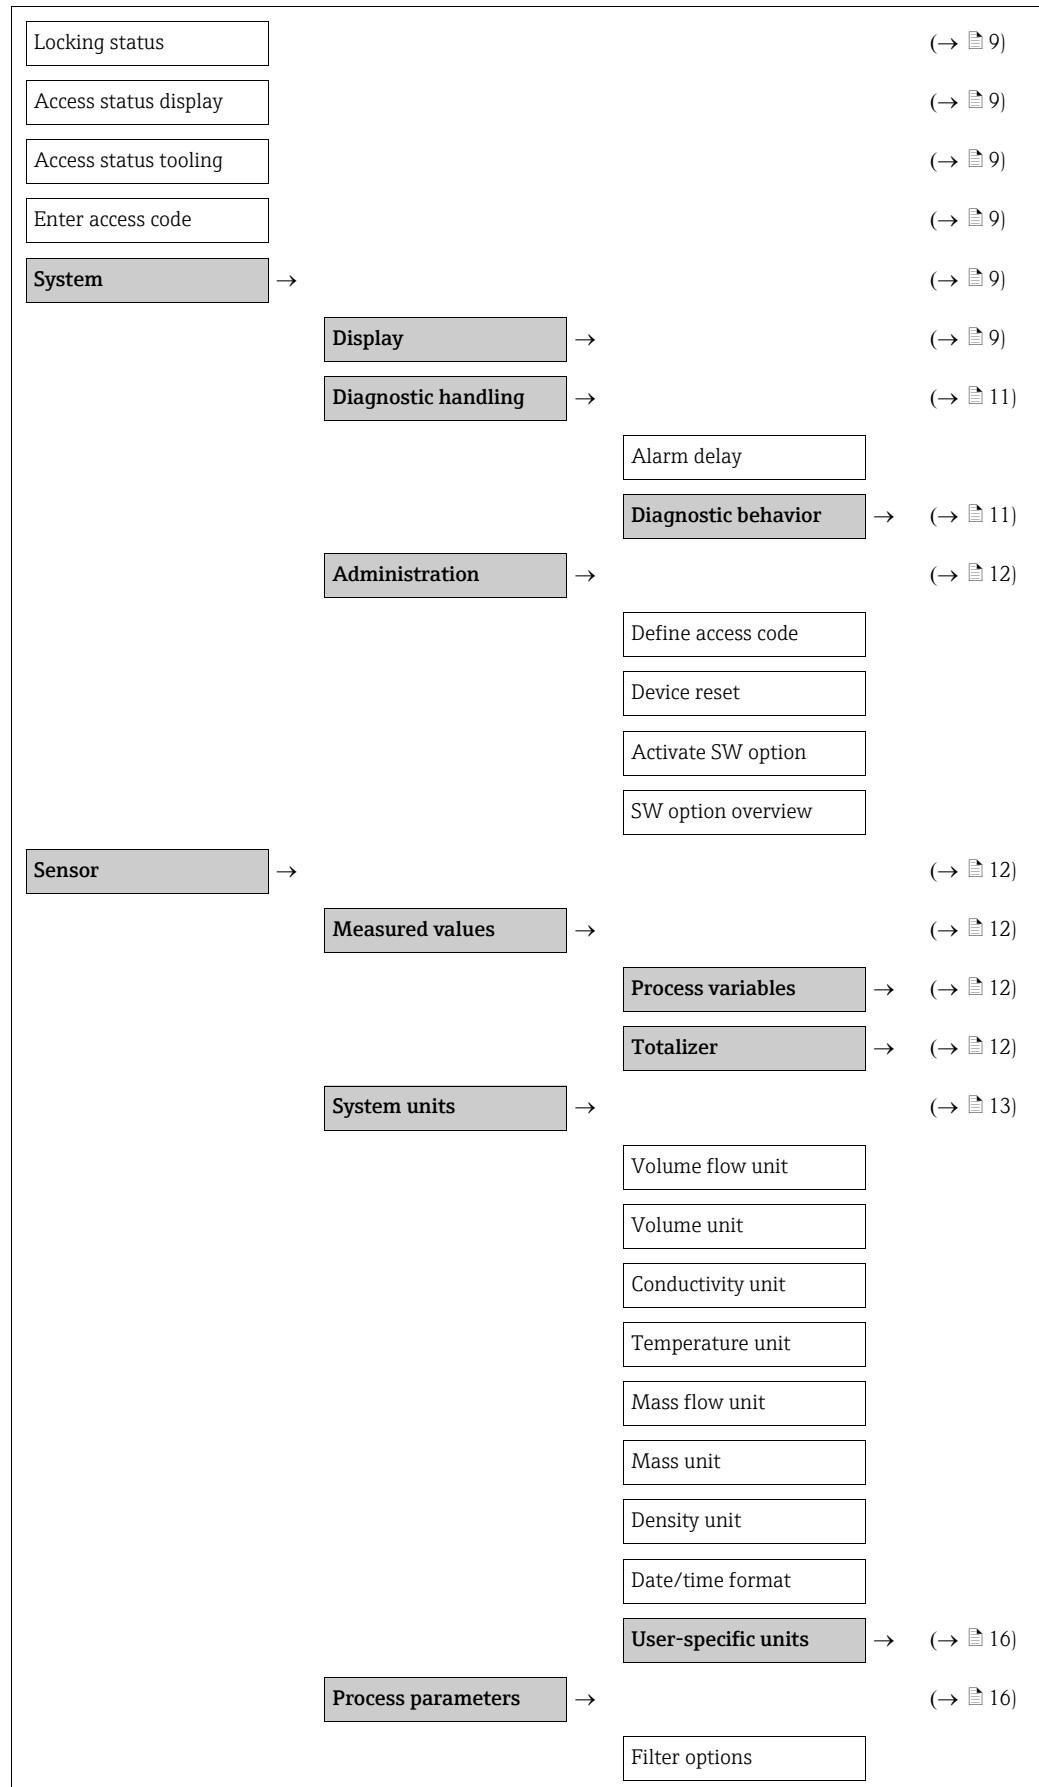 Locking status (→ 9)
Access status display (→ 9)
Access status tooling (→ 9)
Enter access code (→ 9)
System → (→ 9)
Display → (→ 9)
Diagnostic handling → (→ 11)
Alarm delay
Diagnostic behavior → (→ 11)
Administration → (→ 12)
Define access code
Device reset
Activate SW option
SW option overview
Sensor → (→ 12)
Measured values → (→ 12)
Process variables → (→ 12)
Totalizer → (→ 12)
System units → (→ 13)
Volume flow unit
Volume unit
Conductivity unit
Temperature unit
Mass flow unit
Mass unit
Density unit
Date/time format
User-specific units → (→ 16)
Process parameters → (→ 16)
Filter options